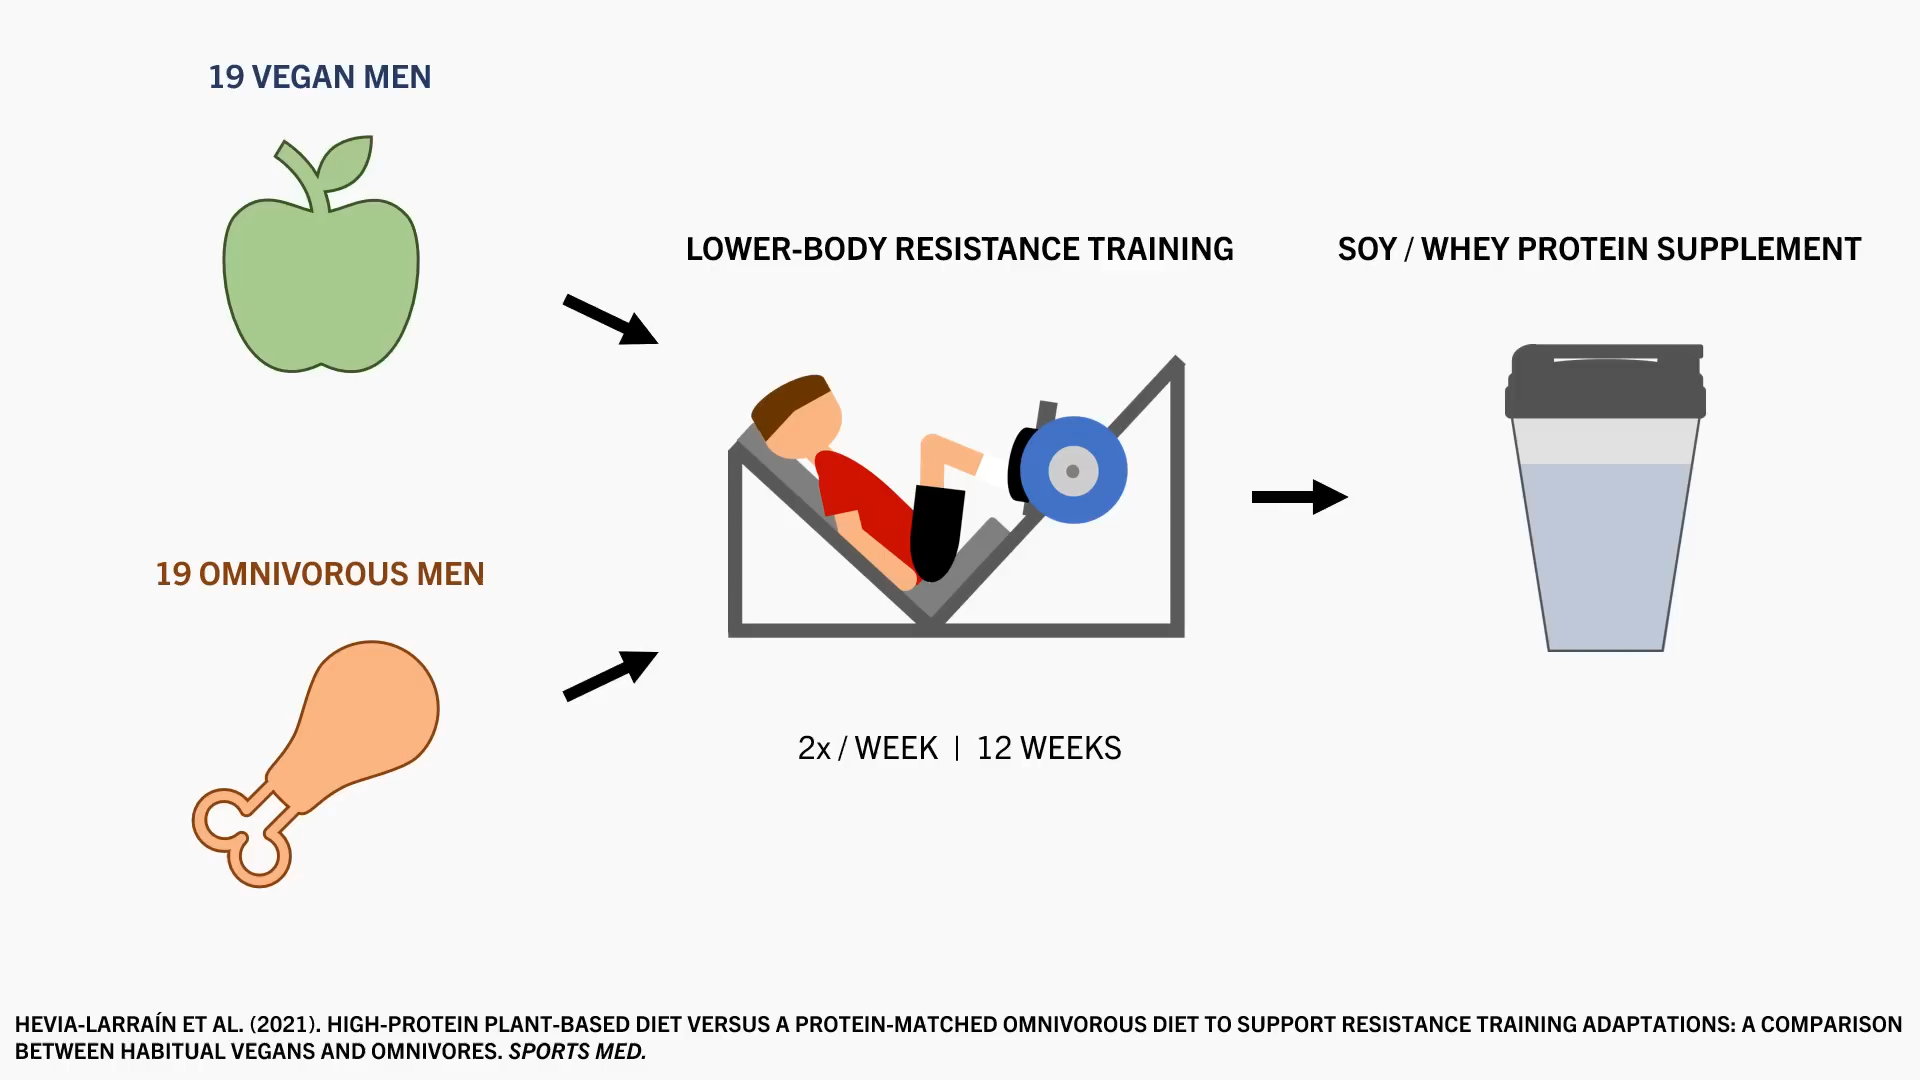 19 VEGAN MEN
19 OMNIVOROUS MEN
LOWER-BODY RESISTANCE TRAINING
2x / WEEK | 12 WEEKS
SOY / WHEY PROTEIN SUPPLEMENT
HEVIA-LARRAÍN ET AL. (2021). HIGH-PROTEIN PLANT-BASED DIET VERSUS A PROTEIN-MATCHED OMNIVOROUS DIET TO SUPPORT RESISTANCE TRAINING ADAPTATIONS: A COMPARISON
BETWEEN HABITUAL VEGANS AND OMNIVORES. SPORTS MED.